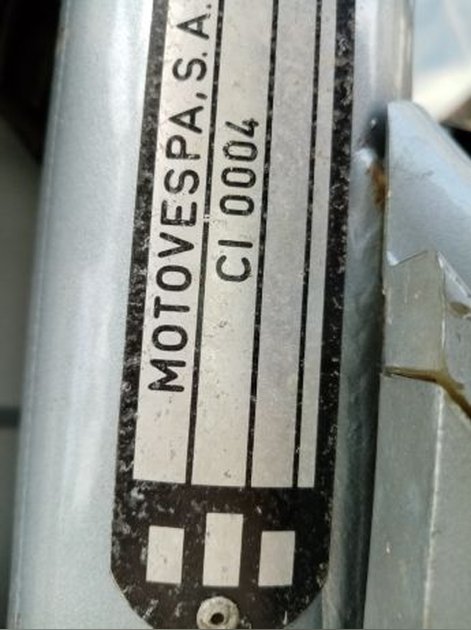 MOTOVESPA, S. A.
CI 0004